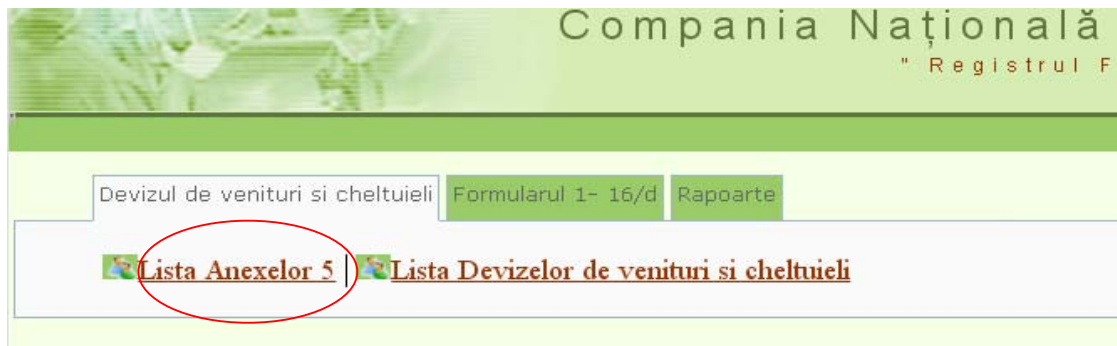 Compania Națională
" Registrul F
Devizul de venituri si cheltuieli Formularul 1- 16/d Rapoarte
Lista Anexelor 5 | Lista Devizelor de venituri si cheltuieli